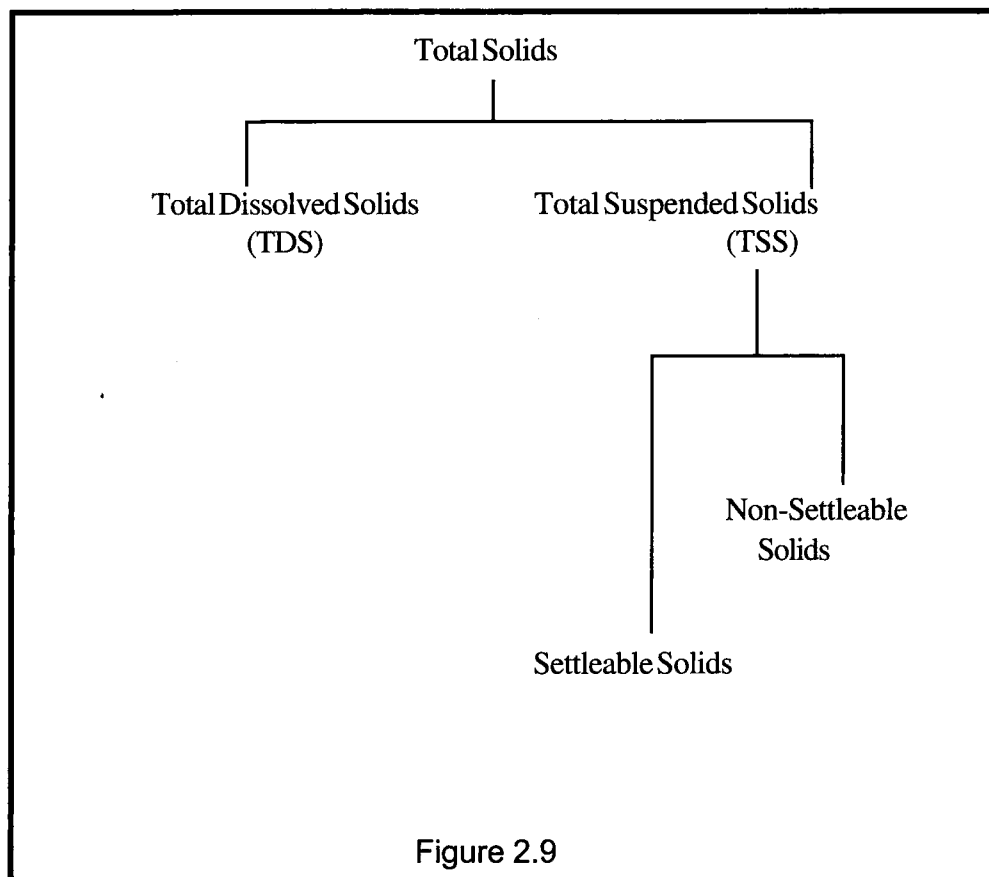 Total Solids
Total Dissolved Solids
(TDS)
Total Suspended Solids
(TSS)
Non-Settleable
Solids
Settleable Solids
Figure 2.9